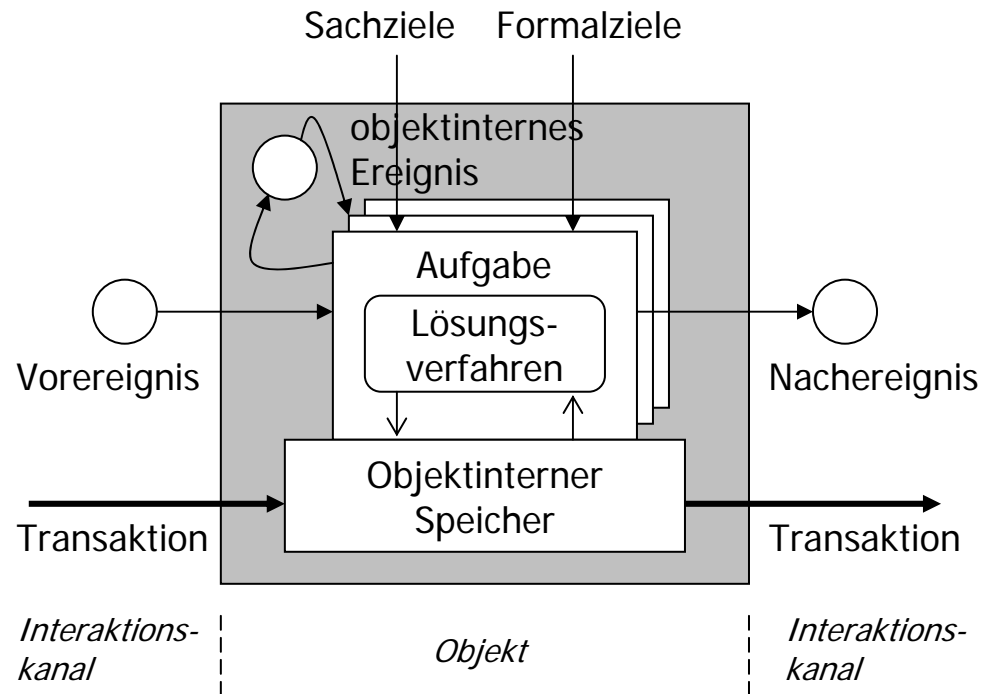 Sachziele Formalziele
objektinternes
Ereignis
Aufgabe
Lösungs-
verfahren
Vorereignis
Nachereignis
Objektinterner
Speicher
Transaktion
Transaktion
Interaktions-
kanal
Objekt
Interaktions-
kanal